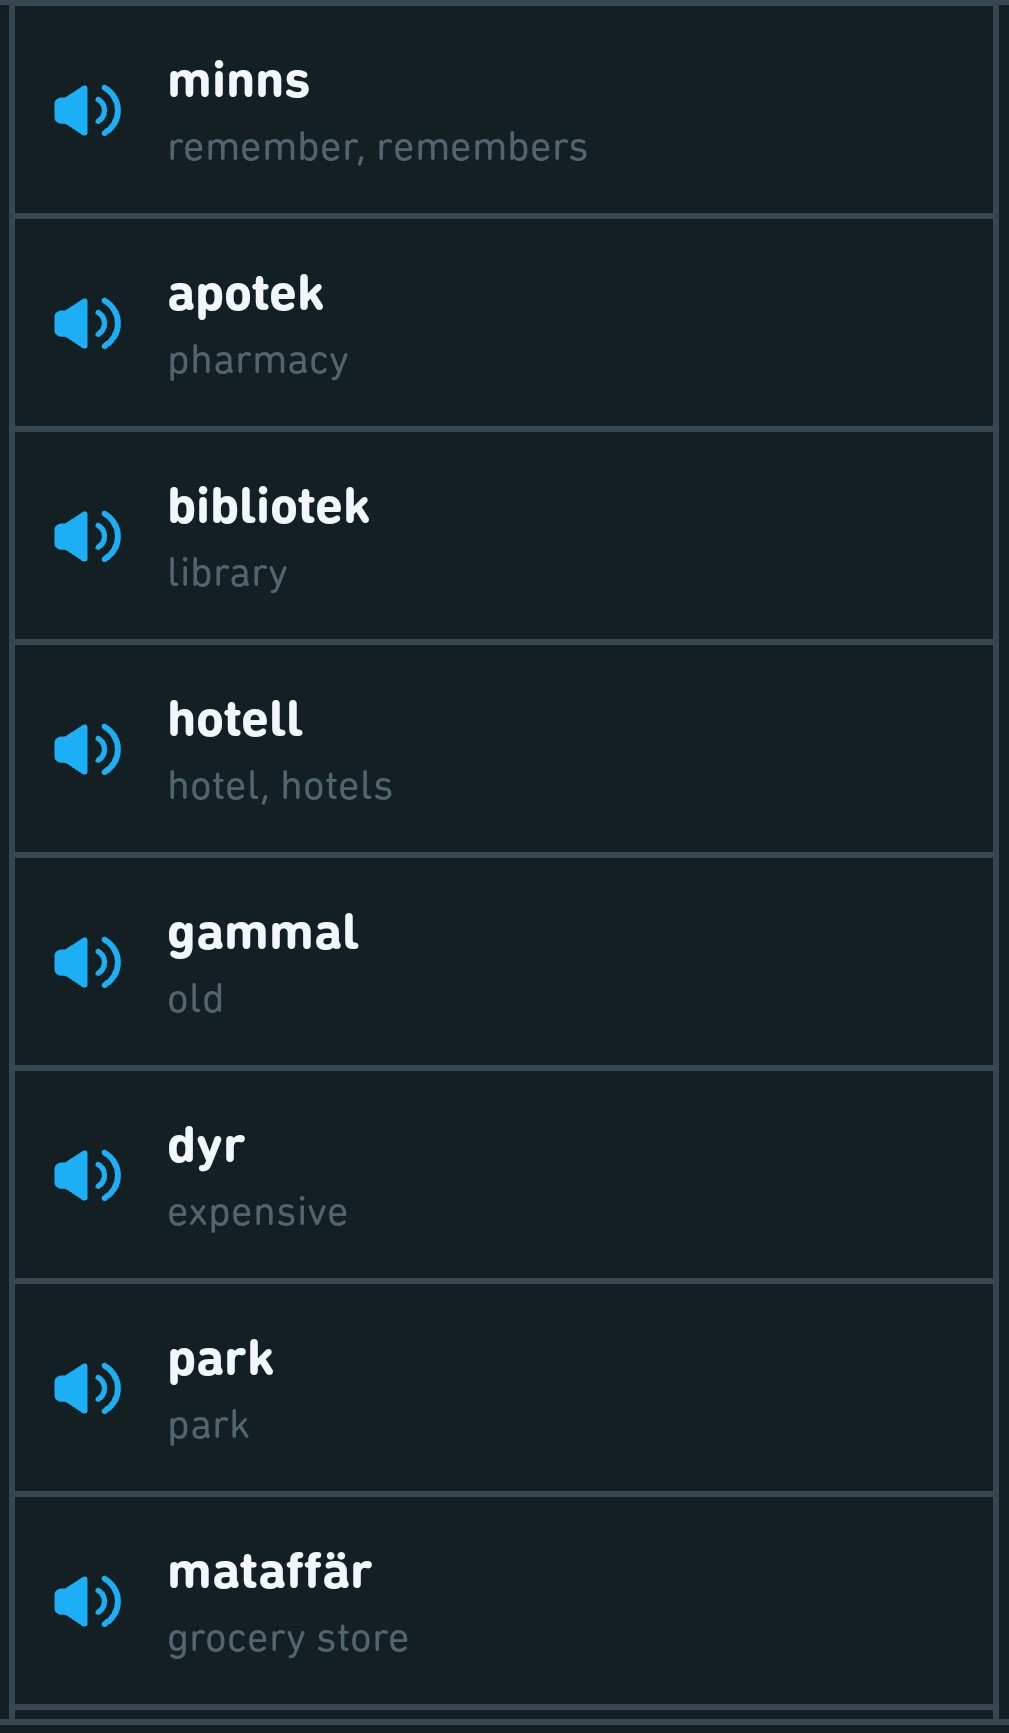 minns
remember, remembers
apotek
pharmacy
bibliotek
library
hotell
hotel, hotels
gammal
old
dyr
expensive
park
park
mataffär
grocery store